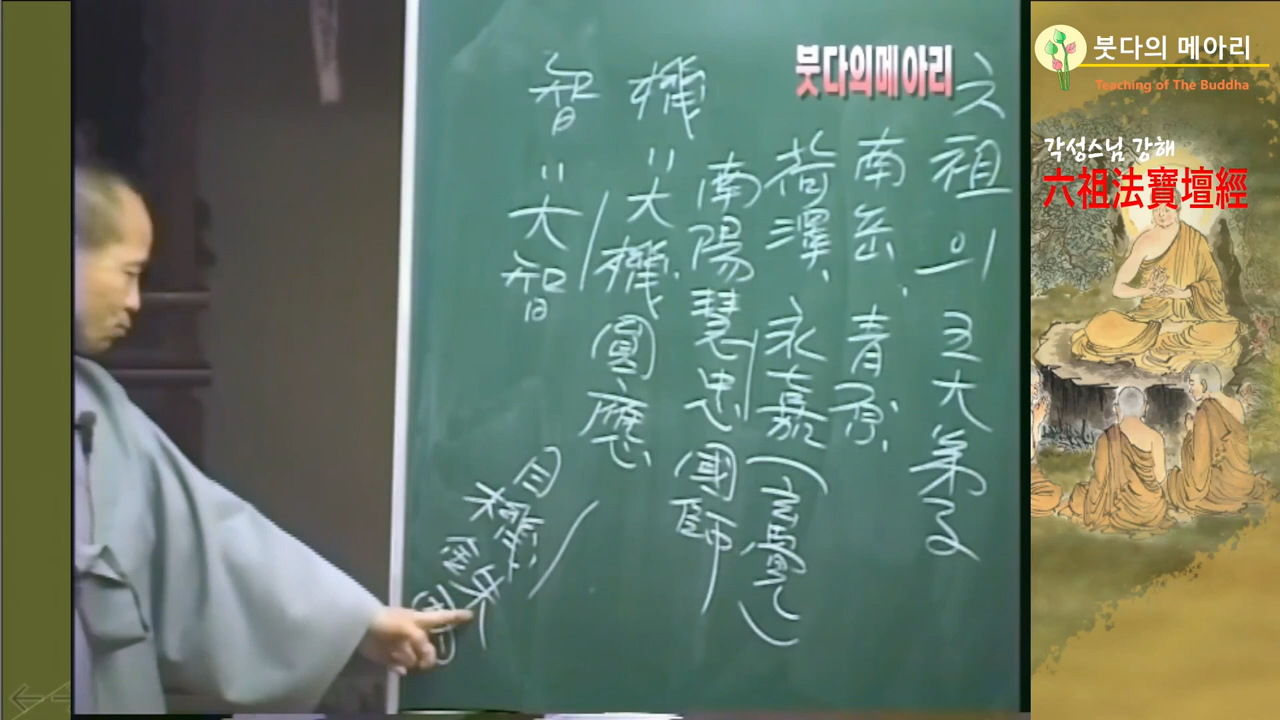 붓다의 메아리
Teaching of The Buddha
각성스님 강해
六祖法寶壇經
붓다의메아리
六祖의 五大弟子
南岳、青原、
荷澤、永嘉(玄覺)
南陽慧忠國師
機=大機圓應
智=大智